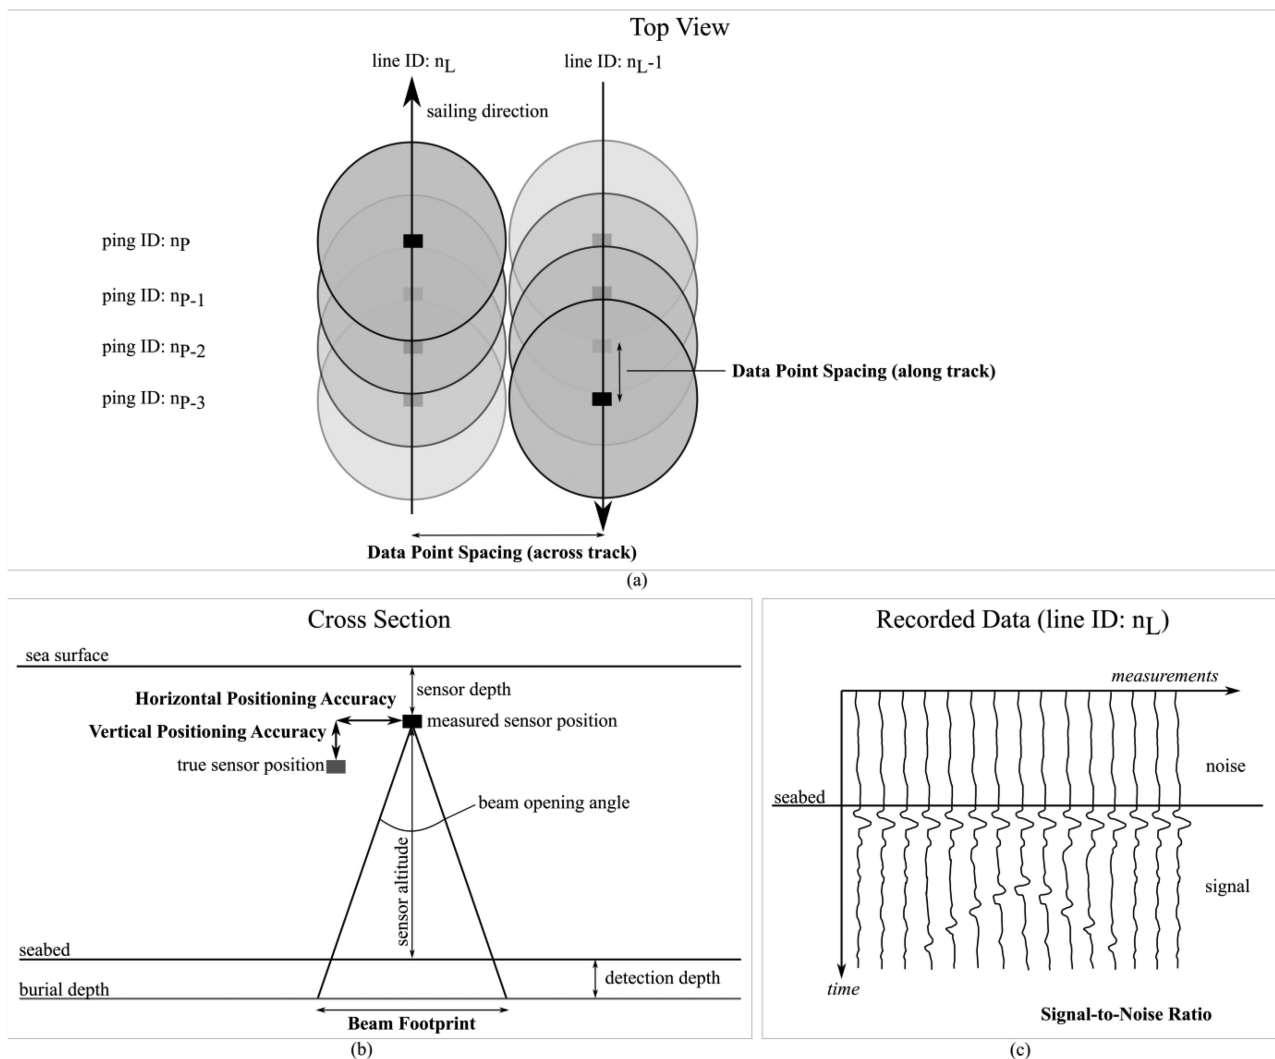 Top View
line ID: nL
line ID: nL-1
sailing direction
ping ID: nP
ping ID: nP-1
ping ID: nP-2
ping ID: nP-3
Data Point Spacing (along track)
Data Point Spacing (across track)
(a)
Cross Section
sea surface
sensor depth
Horizontal Positioning Accuracy
measured sensor position
Vertical Positioning Accuracy
true sensor position
beam opening angle
sensor altitude
seabed
detection depth
burial depth
Beam Footprint
(b)
Recorded Data (line ID: nL)
measurements
noise
seabed
signal
time
Signal-to-Noise Ratio
(c)